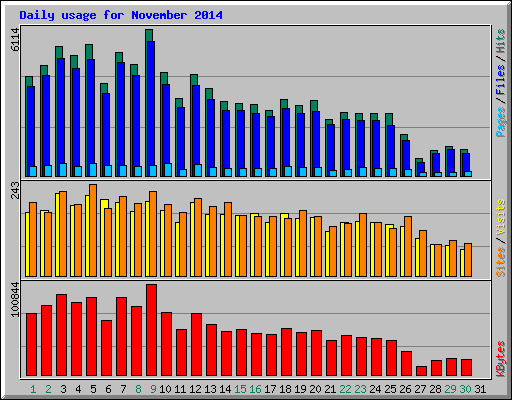 Daily usage for November 2014
6114
Pages / Files / Hits
243
Sites / Visits
100844
KBytes
1 2 3 4 5 6 7 8 9 10 11 12 13 14 15 16 17 18 19 20 21 22 23 24 25 26 27 28 29 30 31